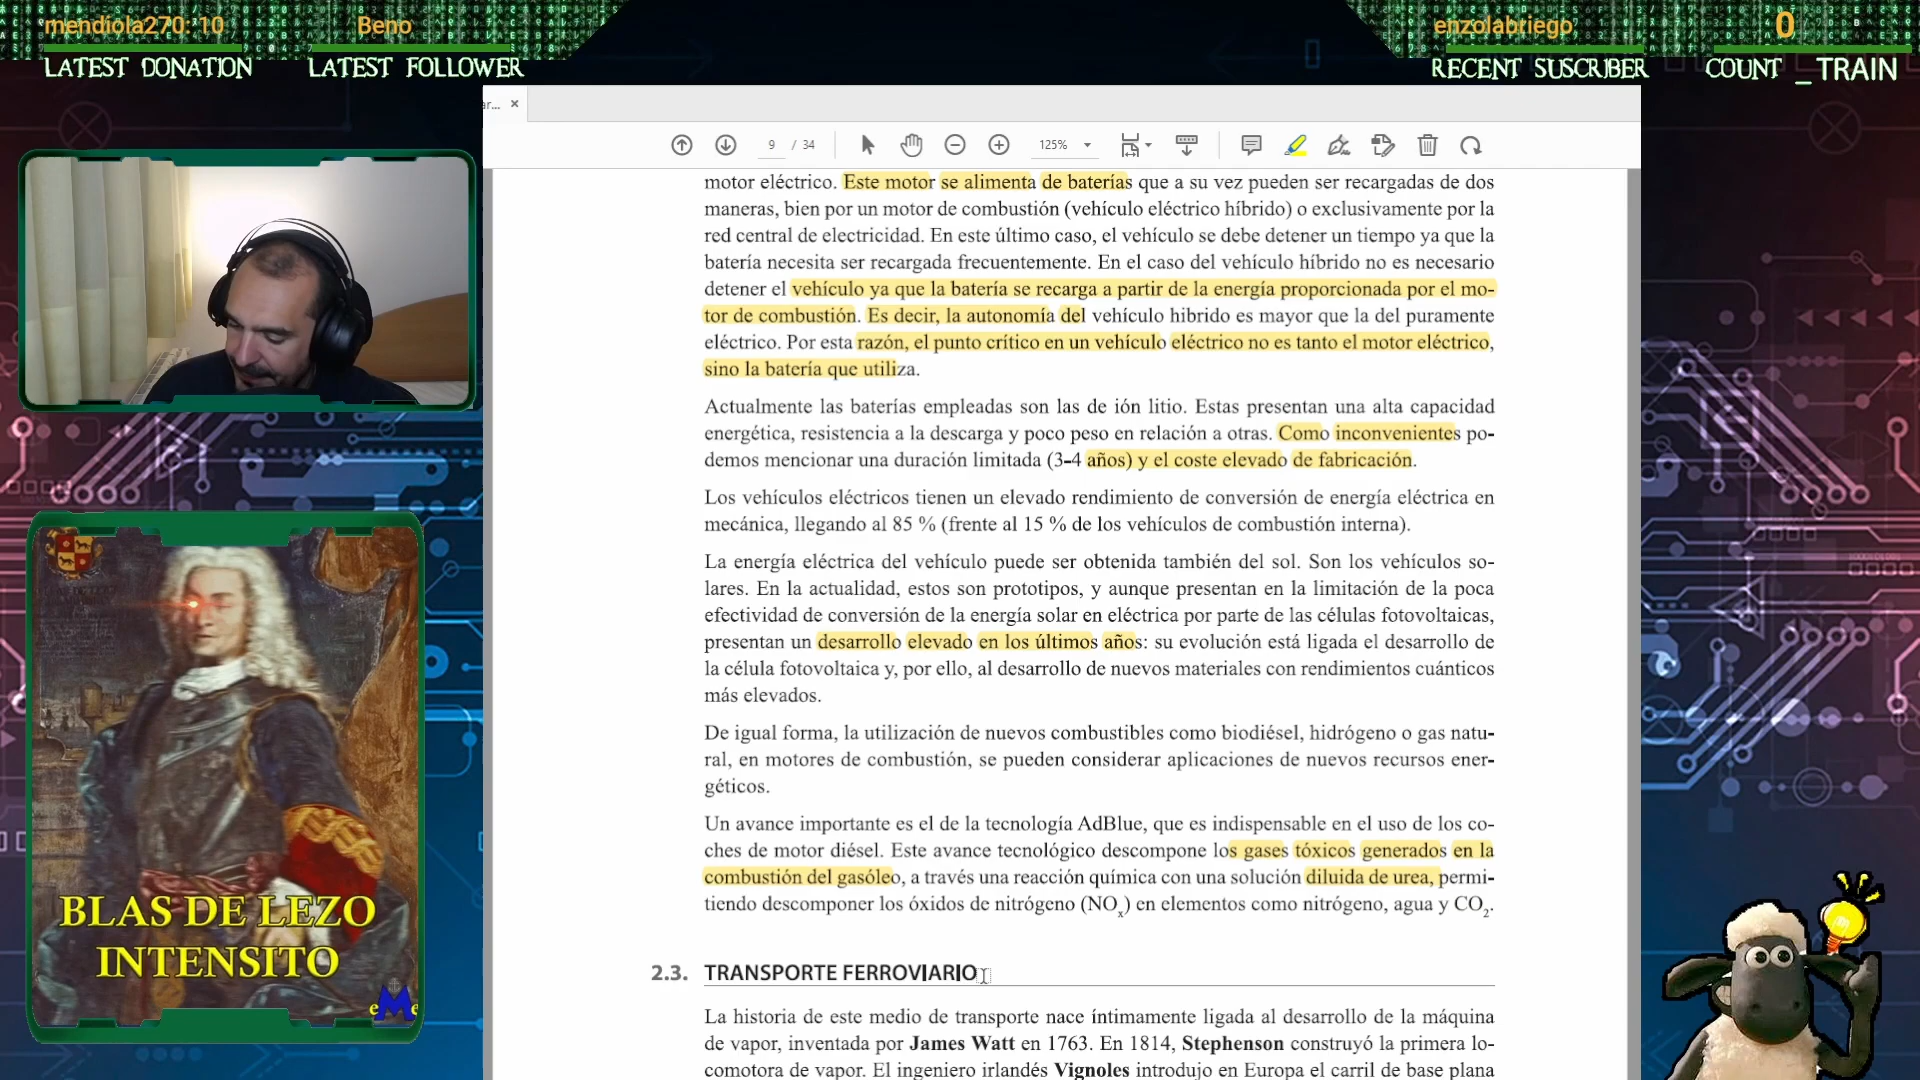 mendiola270: 10
Beno
enzolabriego
0
LATEST DONATION
LATEST FOLLOWER
RECENT SUSCRIBER
COUNT _TRAIN
ar...
9 / 34
125%
motor eléctrico. Este motor se alimenta de baterías que a su vez pueden ser recargadas de dos
maneras, bien por un motor de combustión (vehículo eléctrico híbrido) o exclusivamente por la
red central de electricidad. En este último caso, el vehículo se debe detener un tiempo ya que la
batería necesita ser recargada frecuentemente. En el caso del vehículo híbrido no es necesario
detener el vehículo ya que la batería se recarga a partir de la energía proporcionada por el mo-
tor de combustión. Es decir, la autonomía del vehículo hibrido es mayor que la del puramente
eléctrico. Por esta razón, el punto crítico en un vehículo eléctrico no es tanto el motor eléctrico,
sino la batería que utiliza.
Actualmente las baterías empleadas son las de ión litio. Estas presentan una alta capacidad
energética, resistencia a la descarga y poco peso en relación a otras. Como inconvenientes po-
demos mencionar una duración limitada (3-4 años) y el coste elevado de fabricación.
Los vehículos eléctricos tienen un elevado rendimiento de conversión de energía eléctrica en
mecánica, llegando al 85 % (frente al 15 % de los vehículos de combustión interna).
La energía eléctrica del vehículo puede ser obtenida también del sol. Son los vehículos so-
lares. En la actualidad, estos son prototipos, y aunque presentan en la limitación de la poca
efectividad de conversión de la energía solar en eléctrica por parte de las células fotovoltaicas,
presentan un desarrollo elevado en los últimos años: su evolución está ligada el desarrollo de
la célula fotovoltaica y, por ello, al desarrollo de nuevos materiales con rendimientos cuánticos
más elevados.
De igual forma, la utilización de nuevos combustibles como biodiésel, hidrógeno o gas natu-
ral, en motores de combustión, se pueden considerar aplicaciones de nuevos recursos ener-
géticos.
Un avance importante es el de la tecnología AdBlue, que es indispensable en el uso de los co-
ches de motor diésel. Este avance tecnológico descompone los gases tóxicos generados en la
combustión del gasóleo, a través una reacción química con una solución diluida de urea, permi-
tiendo descomponer los óxidos de nitrógeno (NOx) en elementos como nitrógeno, agua y CO2.
2.3. TRANSPORTE FERROVIARIO
La historia de este medio de transporte nace íntimamente ligada al desarrollo de la máquina
de vapor, inventada por James Watt en 1763. En 1814, Stephenson construyó la primera lo-
comotora de vapor. El ingeniero irlandés Vignoles introdujo en Europa el carril de base plana
BLAS DE LEZO
INTENSITO
eMe